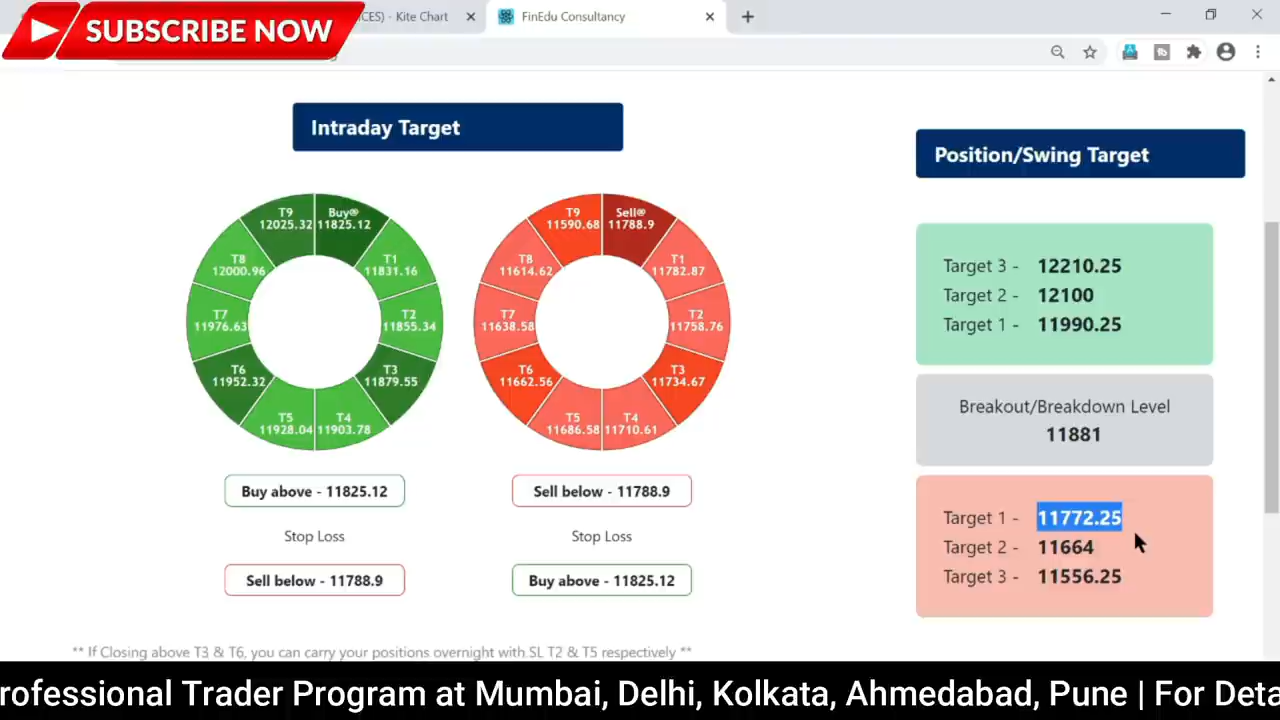 SUBSCRIBE NOW
CES) - Kite Chart
FinEdu Consultancy
Intraday Target
Position/Swing Target
T9
12025.32
Buy@
11825.12
T8
12000.96
T1
11831.16
T7
11976.63
T2
11855.34
T6
11952.32
T3
11879.55
T5
11928.04
T4
11903.78
Buy above - 11825.12
Stop Loss
Sell below - 11788.9
T9
11590.68
Sell@
11788.9
T8
11614.62
T1
11782.87
T7
11638.58
T2
11758.76
T6
11662.56
T3
11734.67
T5
11686.58
T4
11710.61
Sell below - 11788.9
Stop Loss
Buy above - 11825.12
Target 3 - 12210.25
Target 2 - 12100
Target 1 - 11990.25
Breakout/Breakdown Level
11881
Target 1 - 11772.25
Target 2 - 11664
Target 3 - 11556.25
** If Closing above T3 & T6, you can carry your positions overnight with SL T2 & T5 respectively **
rofessional Trader Program at Mumbai, Delhi, Kolkata, Ahmedabad, Pune | For Deta